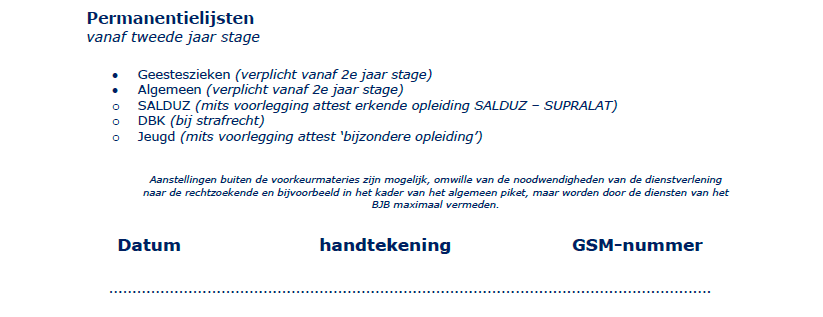 Permanentielijsten
vanaf tweede jaar stage
• Geesteszieken (verplicht vanaf 2e jaar stage)
• Algemeen (verplicht vanaf 2e jaar stage)
o SALDUZ (mits voorlegging attest erkende opleiding SALDUZ – SUPRALAT)
o DBK (bij strafrecht)
o Jeugd (mits voorlegging attest ‘bijzondere opleiding’)
Aanstellingen buiten de voorkeurmateries zijn mogelijk, omwille van de noodwendigheden van de dienstverlening
naar de rechtzoekende en bijvoorbeeld in het kader van het algemeen piket, maar worden door de diensten van het
BJB maximaal vermeden.
Datum handtekening GSM-nummer
………………………………………………………………………………………………………………